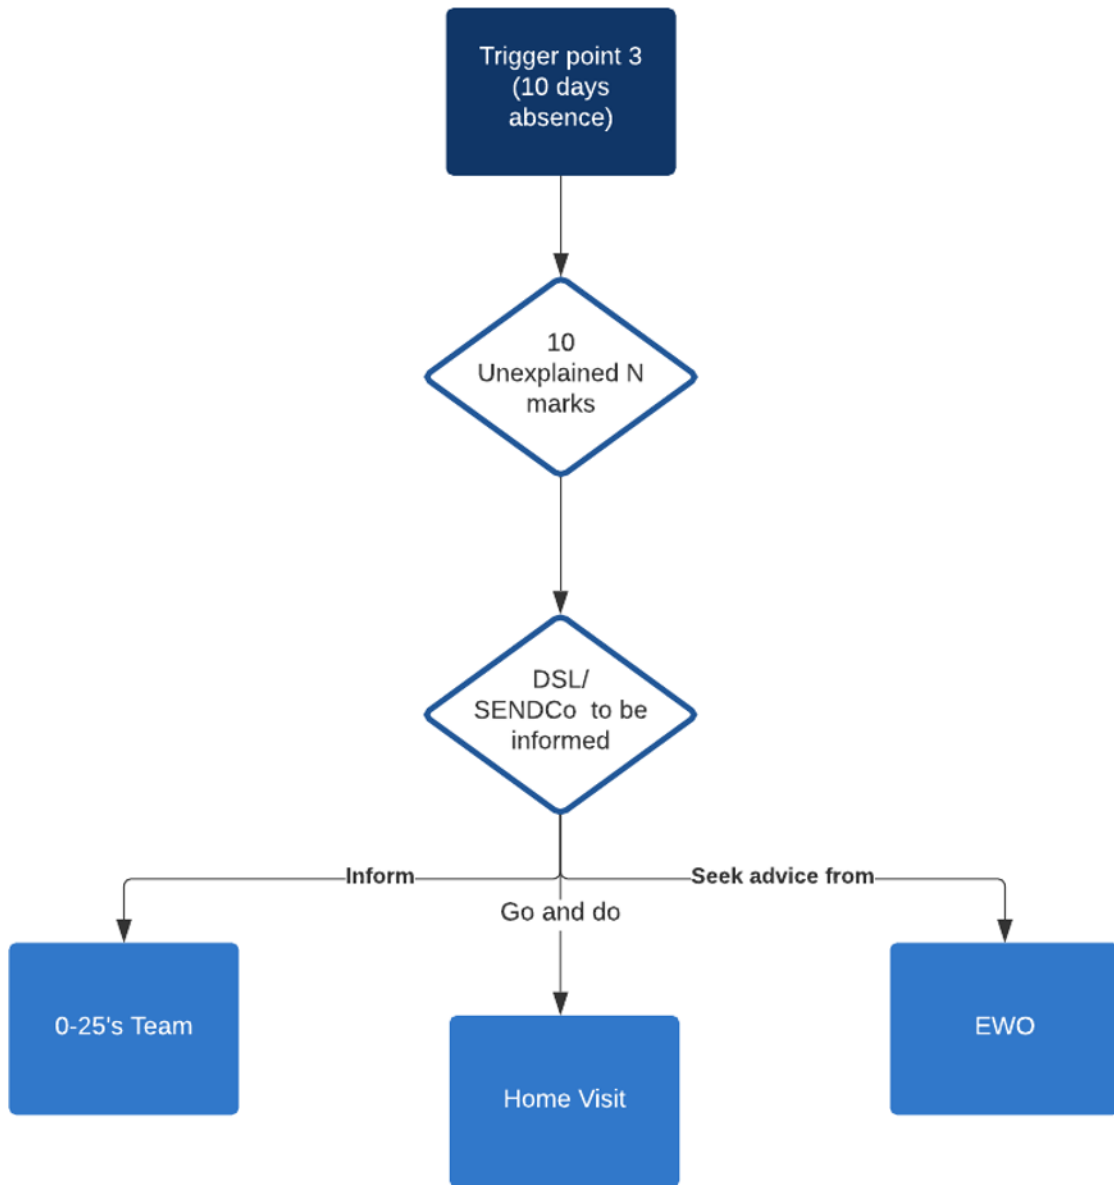 Trigger point 3
(10 days
absence)
10
Unexplained N
marks
DSL/
SENDCo  to be
informed
Inform
Seek advice from
Go and do
0-25's Team
Home Visit
EWO